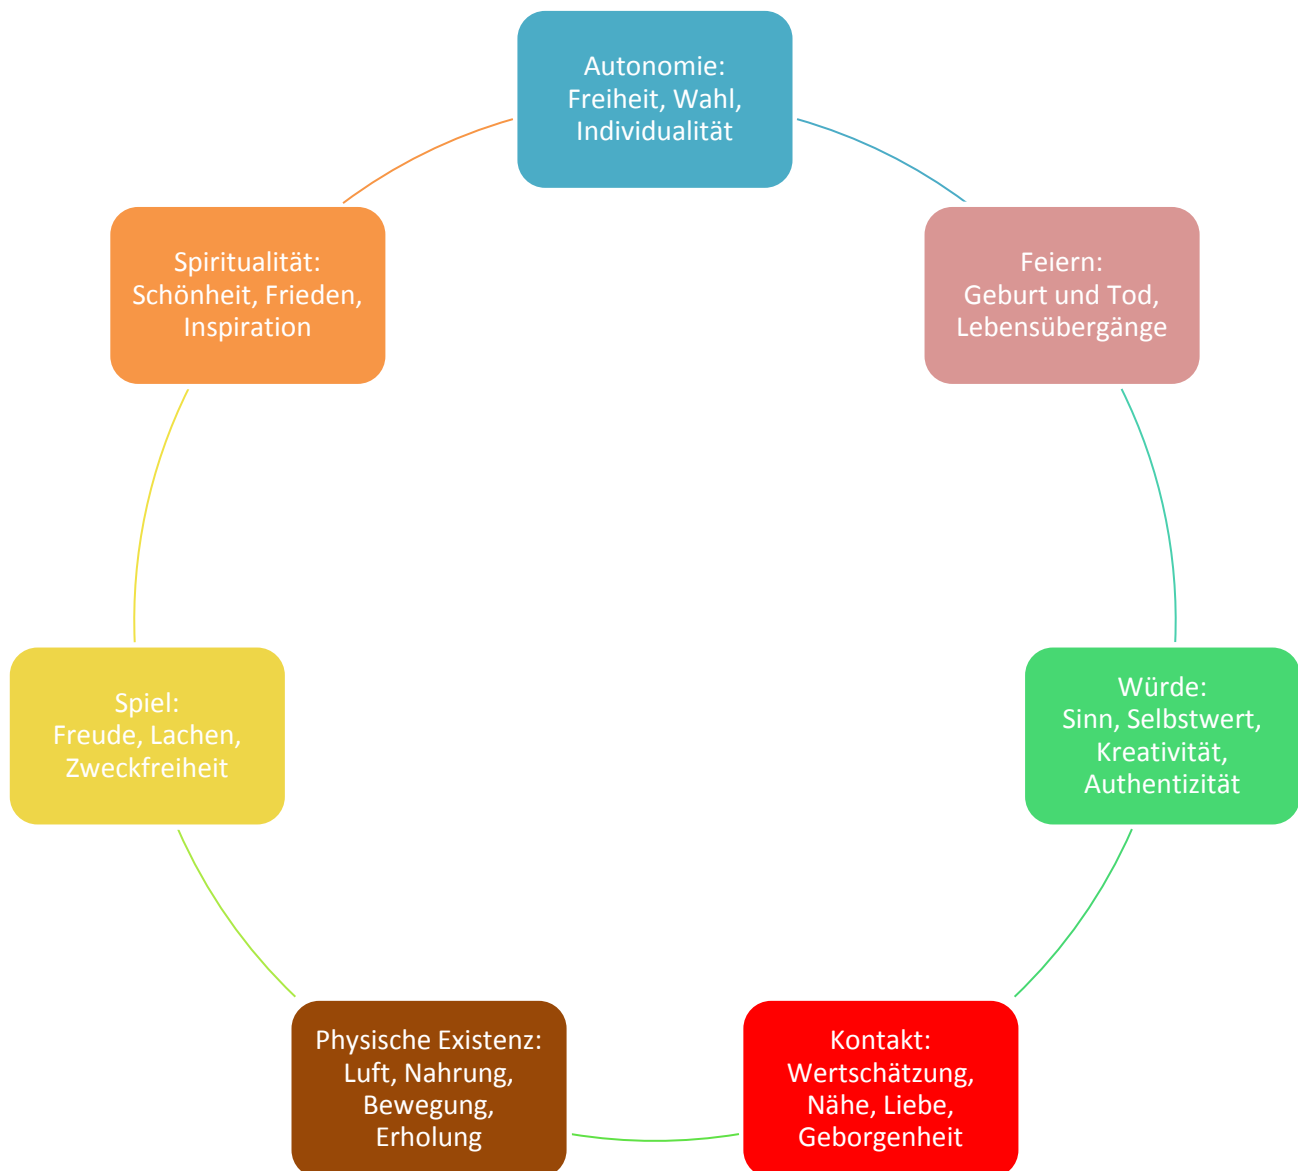 Autonomie:
Freiheit, Wahl,
Individualität
Feiern:
Geburt und Tod,
Lebensübergänge
Würde:
Sinn, Selbstwert,
Kreativität,
Authentizität
Kontakt:
Wertschätzung,
Nähe, Liebe,
Geborgenheit
Physische Existenz:
Luft, Nahrung,
Bewegung,
Erholung
Spiel:
Freude, Lachen,
Zweckfreiheit
Spiritualität:
Schönheit, Frieden,
Inspiration